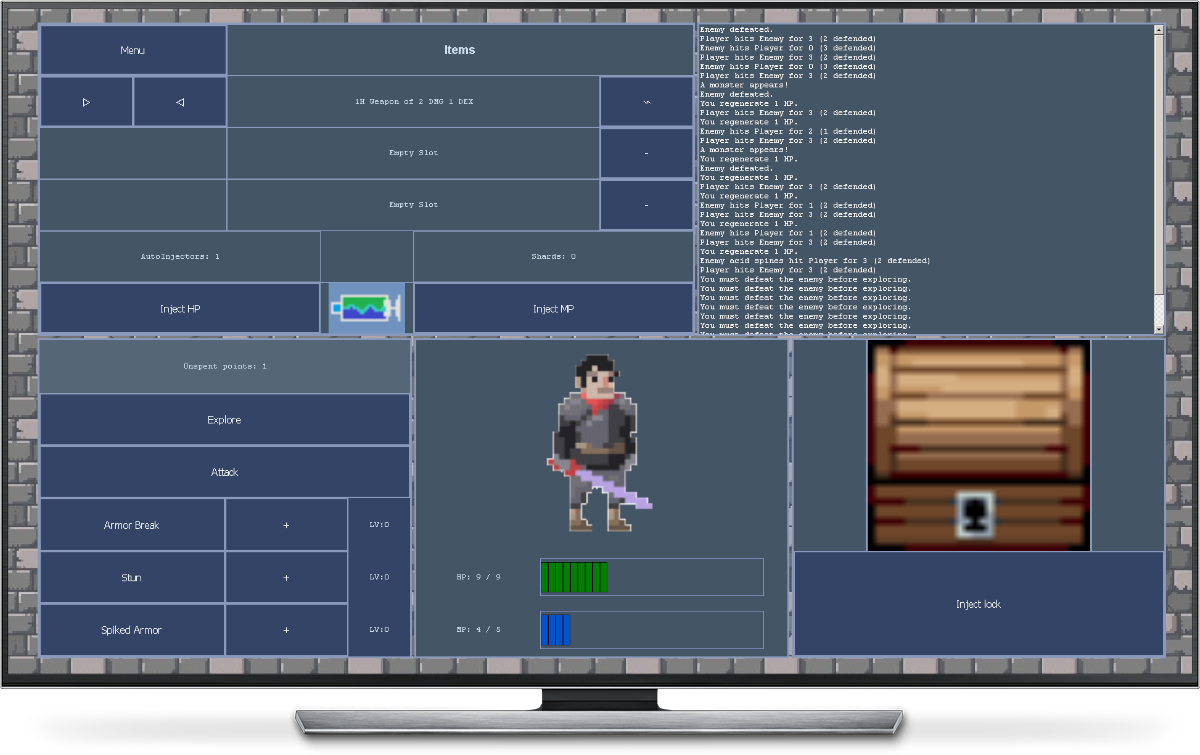 Menu
Items
▷
◁
1H Weapon of 2 DMG 1 DEX
~
Empty Slot
-
Empty Slot
-
AutoInjectors: 1
Shards: 0
Inject HP
Inject MP
Enemy defeated.
Player hits Enemy for 3 (2 defended)
Enemy hits Player for 0 (3 defended)
Player hits Enemy for 3 (2 defended)
Enemy hits Player for 0 (3 defended)
Player hits Enemy for 3 (2 defended)
A monster appears!
Enemy defeated.
You regenerate 1 HP.
Player hits Enemy for 3 (2 defended)
You regenerate 1 HP.
Enemy hits Player for 2 (1 defended)
Player hits Enemy for 3 (2 defended)
A monster appears!
You regenerate 1 HP.
Enemy defeated.
You regenerate 1 HP.
Player hits Enemy for 3 (2 defended)
You regenerate 1 HP.
Enemy hits Player for 1 (2 defended)
Player hits Enemy for 3 (2 defended)
You regenerate 1 HP.
Enemy hits Player for 1 (2 defended)
Player hits Enemy for 3 (2 defended)
Enemy acid spines hit Player for 3 (2 defended)
Player hits Enemy for 3 (2 defended)
You must defeat the enemy before exploring.
You must defeat the enemy before exploring.
You must defeat the enemy before exploring.
You must defeat the enemy before exploring.
You must defeat the enemy before exploring.
You must defeat the enemy before exploring.
You must defeat the enemy before exploring.
Unspent points: 1
Explore
Attack
Armor Break
+
LV:0
Stun
+
LV:0
Spiked Armor
+
LV:0
HP: 9 / 9
MP: 4 / 5
Inject lock